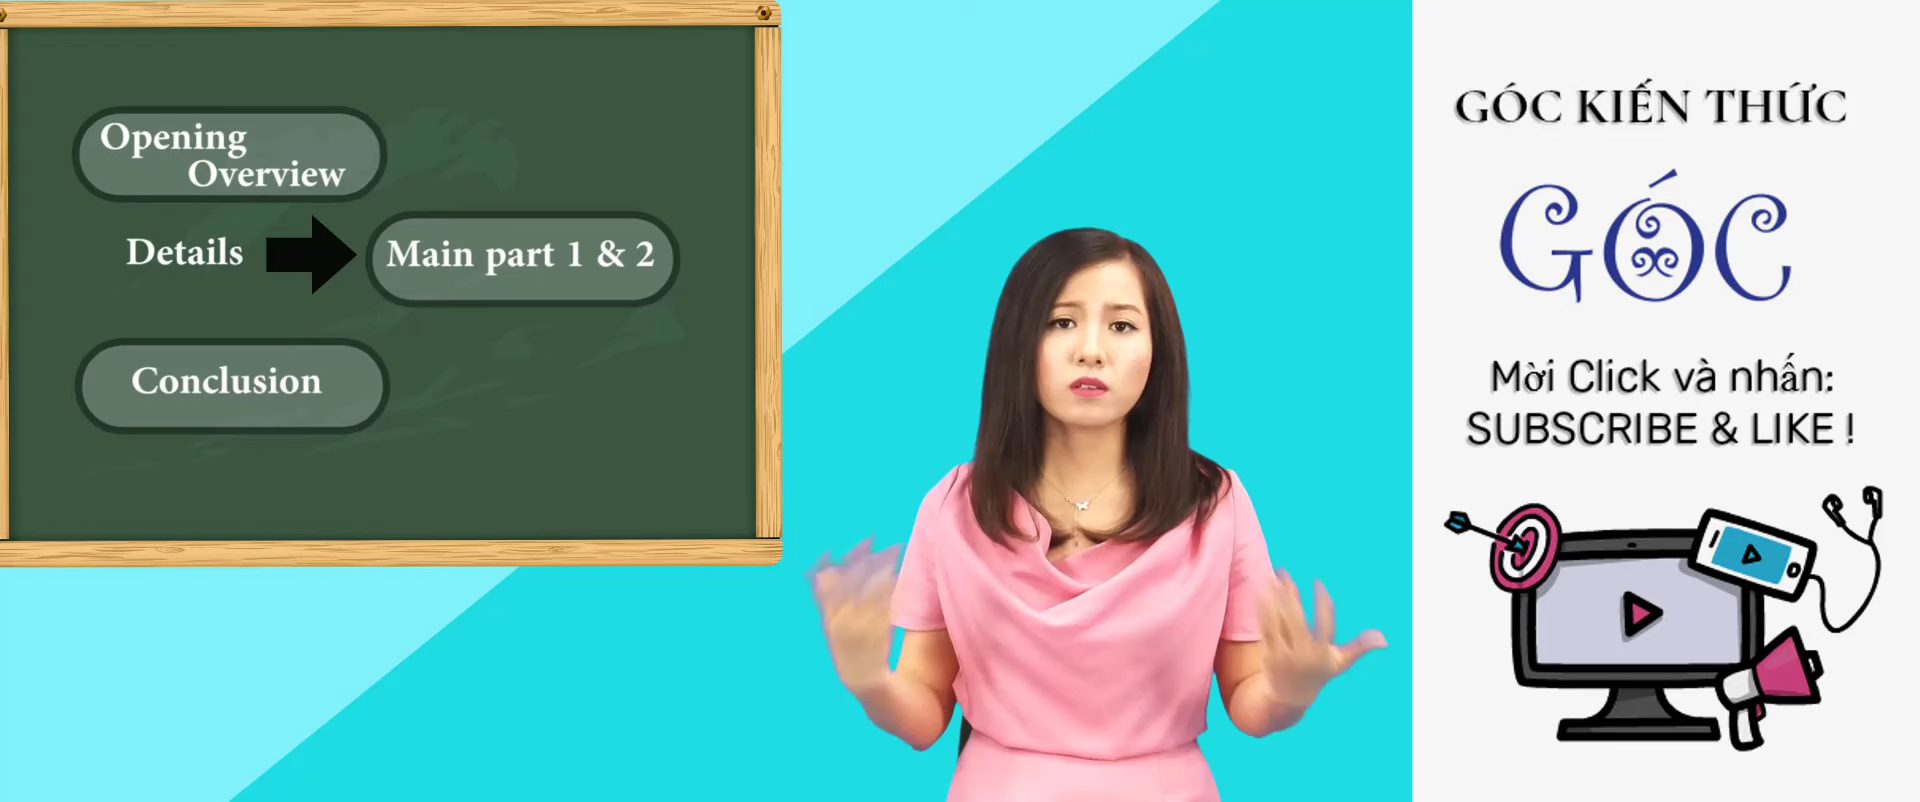 Opening
Overview
Details
Main part 1 & 2
Conclusion
GÓC KIẾN THỨC
GÓC
Mời Click và nhấn:
SUBSCRIBE & LIKE !